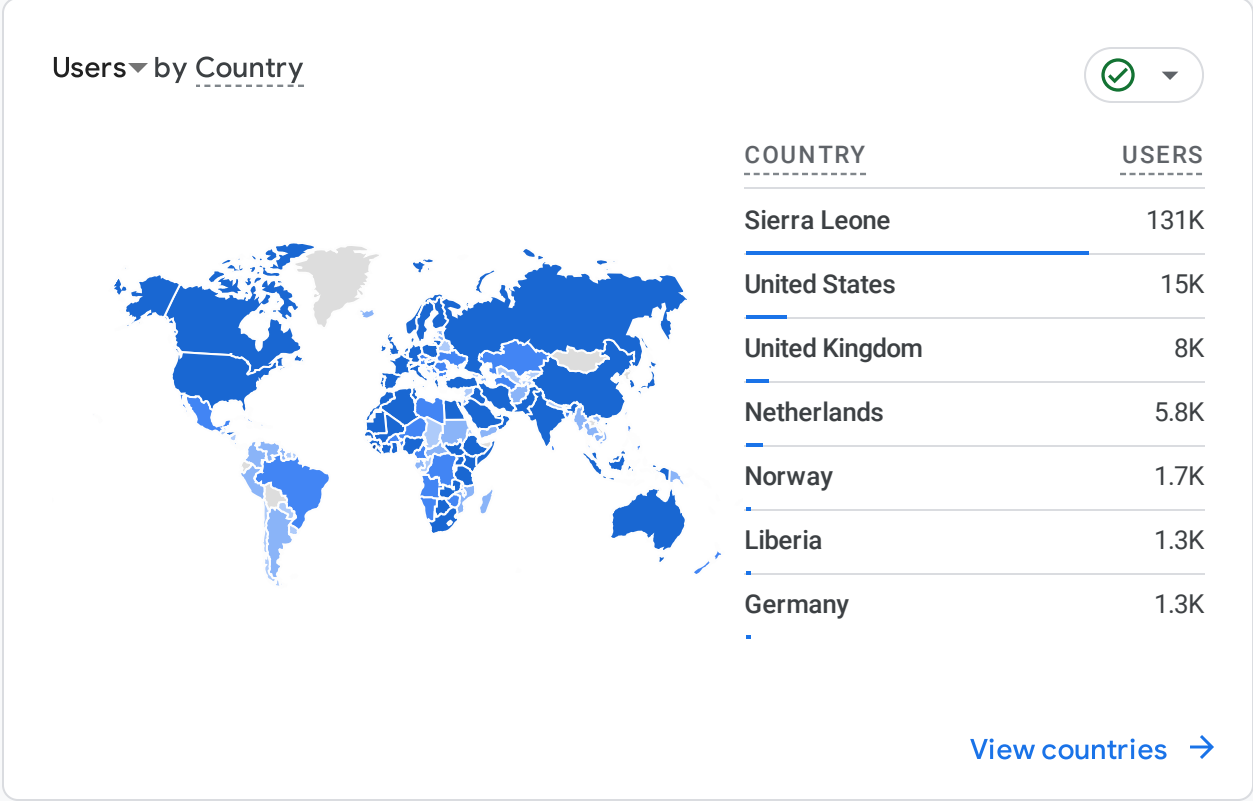 Users by Country
COUNTRY USERS
Sierra Leone 131K
United States 15K
United Kingdom 8K
Netherlands 5.8K
Norway 1.7K
Liberia 1.3K
Germany 1.3K
View countries